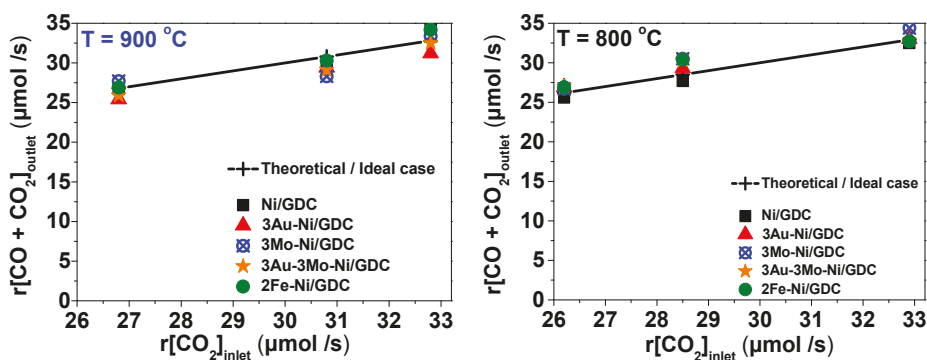 T = 900 °C
r[CO + CO2]outlet (μmol /s)
35
30
25
20
15
10
5
0
Theoretical / Ideal case
Ni/GDC
3Au-Ni/GDC
3Mo-Ni/GDC
3Au-3Mo-Ni/GDC
2Fe-Ni/GDC
26 27 28 29 30 31 32 33
r[CO2]inlet (μmol /s)
T = 800 °C
r[CO + CO2]outlet (μmol /s)
35
30
25
20
15
10
5
0
Theoretical / Ideal case
Ni/GDC
3Au-Ni/GDC
3Mo-Ni/GDC
3Au-3Mo-Ni/GDC
2Fe-Ni/GDC
26 27 28 29 30 31 32 33
r[CO2]inlet (μmol /s)